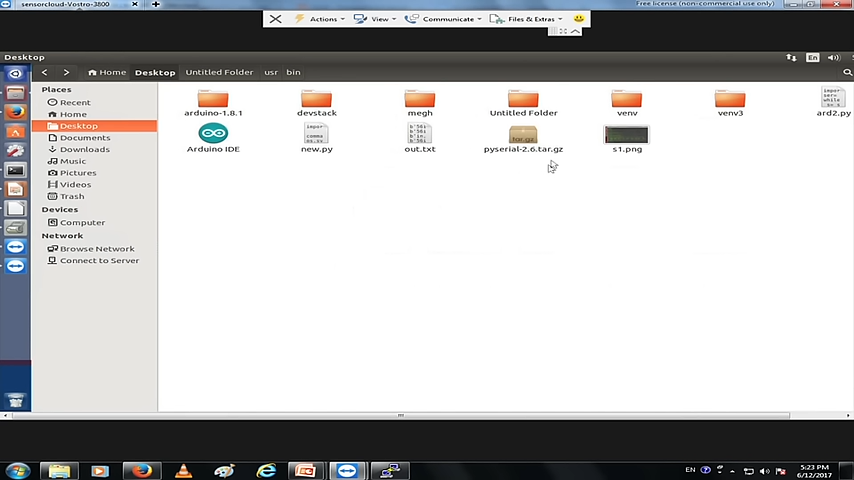 sensorcloud-Vostro-3800
Free license (non-commercial use only)
Actions
View
Communicate
Files & Extras
Desktop
En
Home
Desktop
Untitled Folder
usr
bin
Places
Recent
Home
Desktop
Documents
Downloads
Music
Pictures
Videos
Trash
Devices
Computer
Network
Browse Network
Connect to Server
arduino-1.8.1
devstack
megh
Untitled Folder
venv
venv3
ard2.py
Arduino IDE
new.py
out.txt
pyserial-2.6.tar.gz
s1.png
EN
5:23 PM
6/12/2017